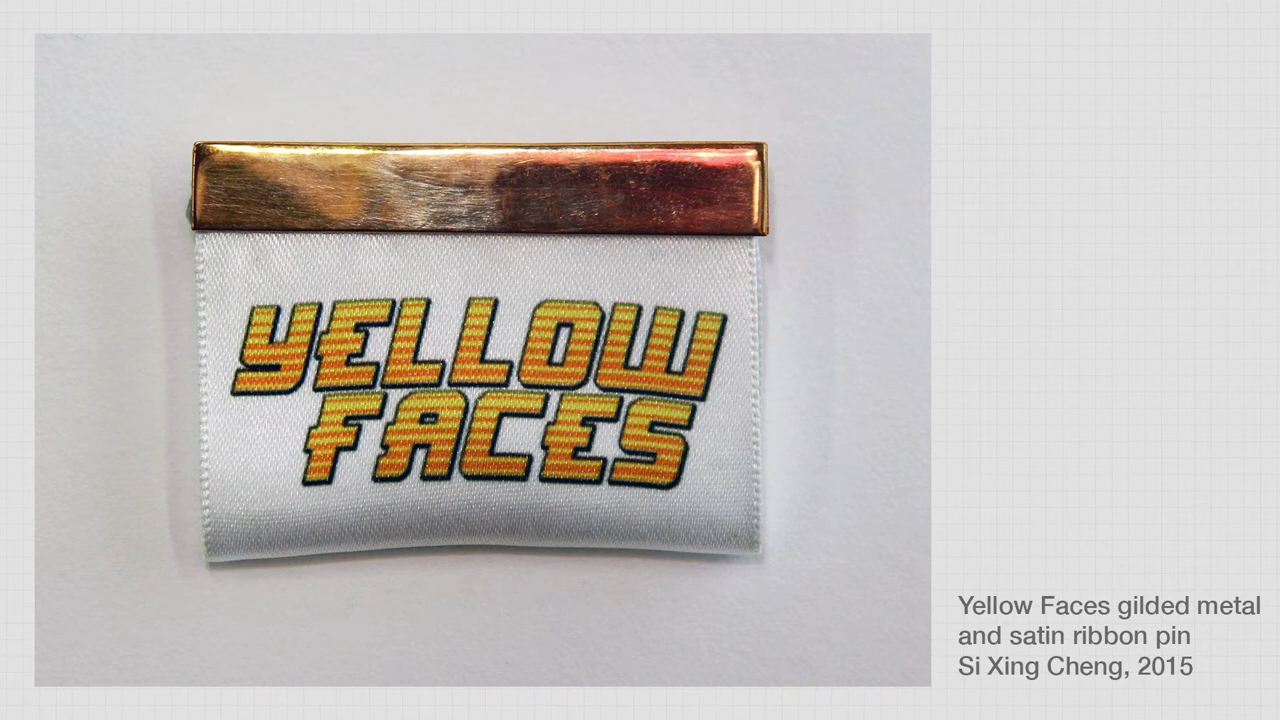 YELLOW
FACES
Yellow Faces gilded metal
and satin ribbon pin
Si Xing Cheng, 2015